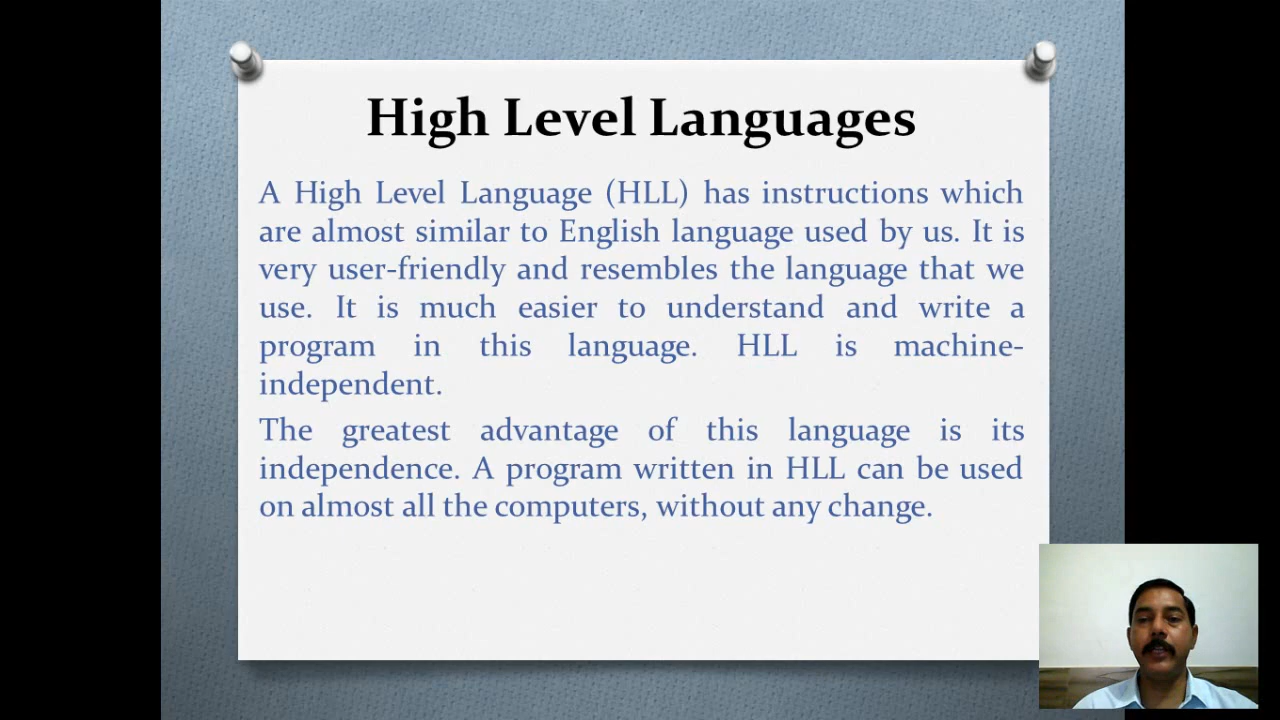 High Level Languages
A High Level Language (HLL) has instructions which
are almost similar to English language used by us. It is
very user-friendly and resembles the language that we
use. It is much easier to understand and write a
program in this language. HLL is machine-
independent.
The greatest advantage of this language is its
independence. A program written in HLL can be used
on almost all the computers, without any change.